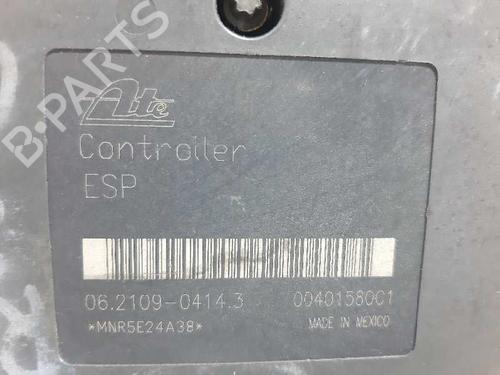 Ate
Controller
ESP
06.2109-0414.3 00401580C1
*MNR5E24A38* MADE IN MEXICO
B-PARTS